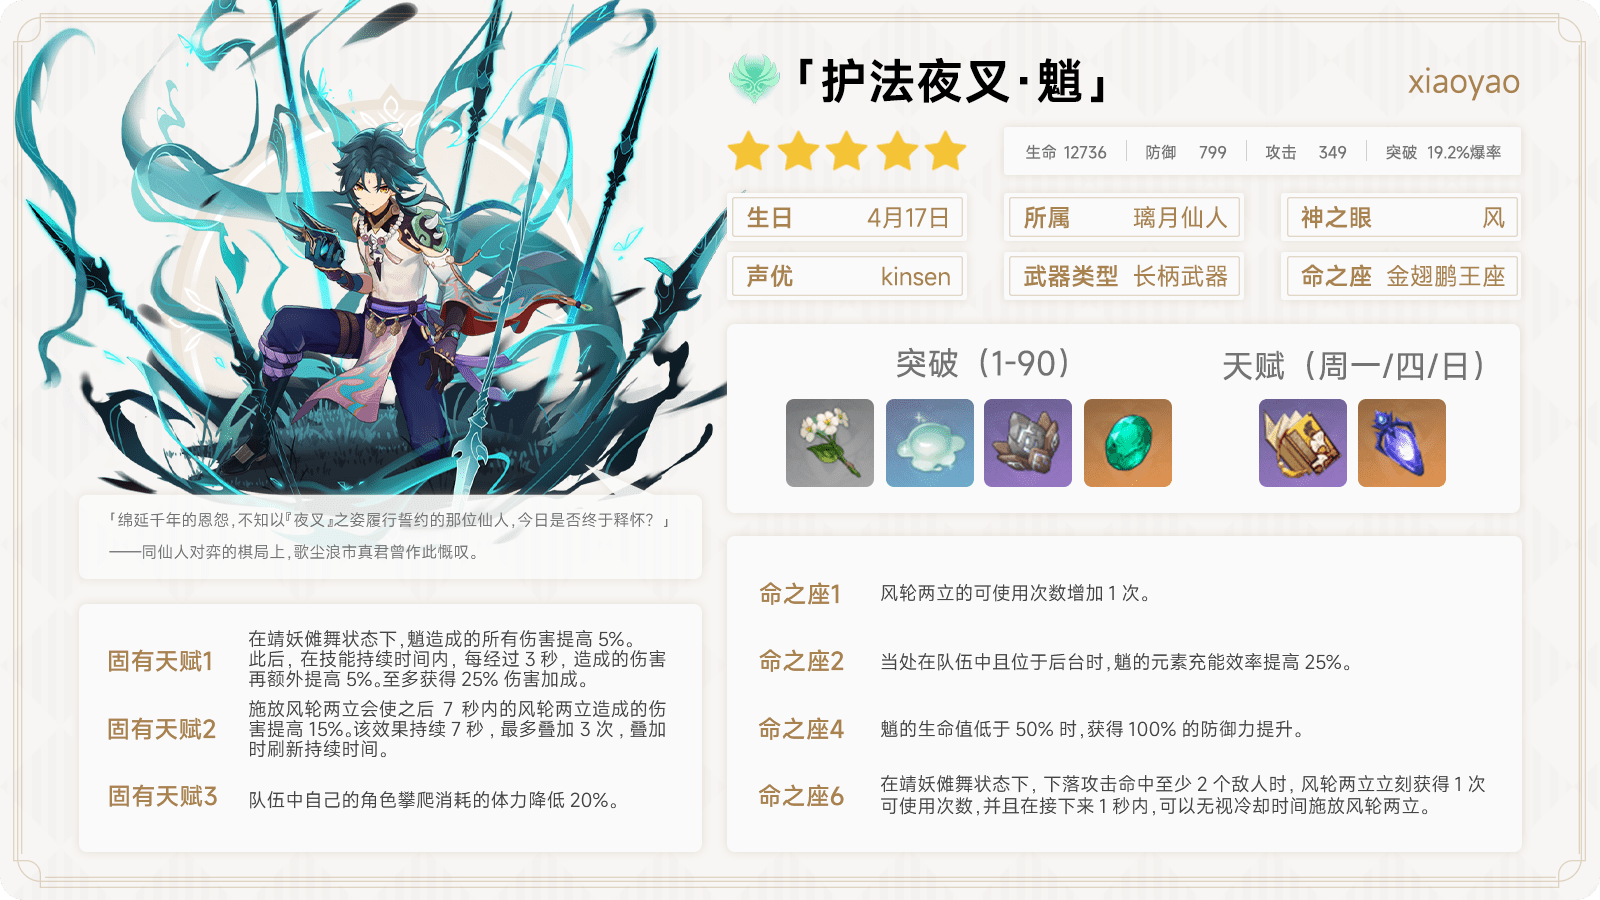 「护法夜叉·魈」
xiaoyao
生命 12736 防御 799 攻击 349 突破 19.2%爆率
生日 4月17日 所属 璃月仙人 神之眼 风
声优 kinsen 武器类型 长柄武器 命之座 金翅鹏王座
突破（1-90） 天赋（周一/四/日）
「绵延千年的恩怨,不知以『夜叉』之姿履行誓约的那位仙人,今日是否终于释怀？」
——同仙人对弈的棋局上,歌尘浪市真君曾作此慨叹。
固有天赋1
在靖妖傩舞状态下,魈造成的所有伤害提高 5%。
此后, 在技能持续时间内, 每经过 3 秒, 造成的伤害
再额外提高 5%。至多获得 25% 伤害加成。
固有天赋2
施放风轮两立会使之后 7 秒内的风轮两立造成的伤
害提高 15%。该效果持续 7 秒 , 最多叠加 3 次 , 叠加
时刷新持续时间。
固有天赋3
队伍中自己的角色攀爬消耗的体力降低 20%。
命之座1
风轮两立的可使用次数增加 1 次。
命之座2
当处在队伍中且位于后台时,魈的元素充能效率提高 25%。
命之座4
魈的生命值低于 50% 时,获得 100% 的防御力提升。
命之座6
在靖妖傩舞状态下, 下落攻击命中至少 2 个敌人时, 风轮两立立刻获得 1 次
可使用次数,并且在接下来 1 秒内,可以无视冷却时间施放风轮两立。